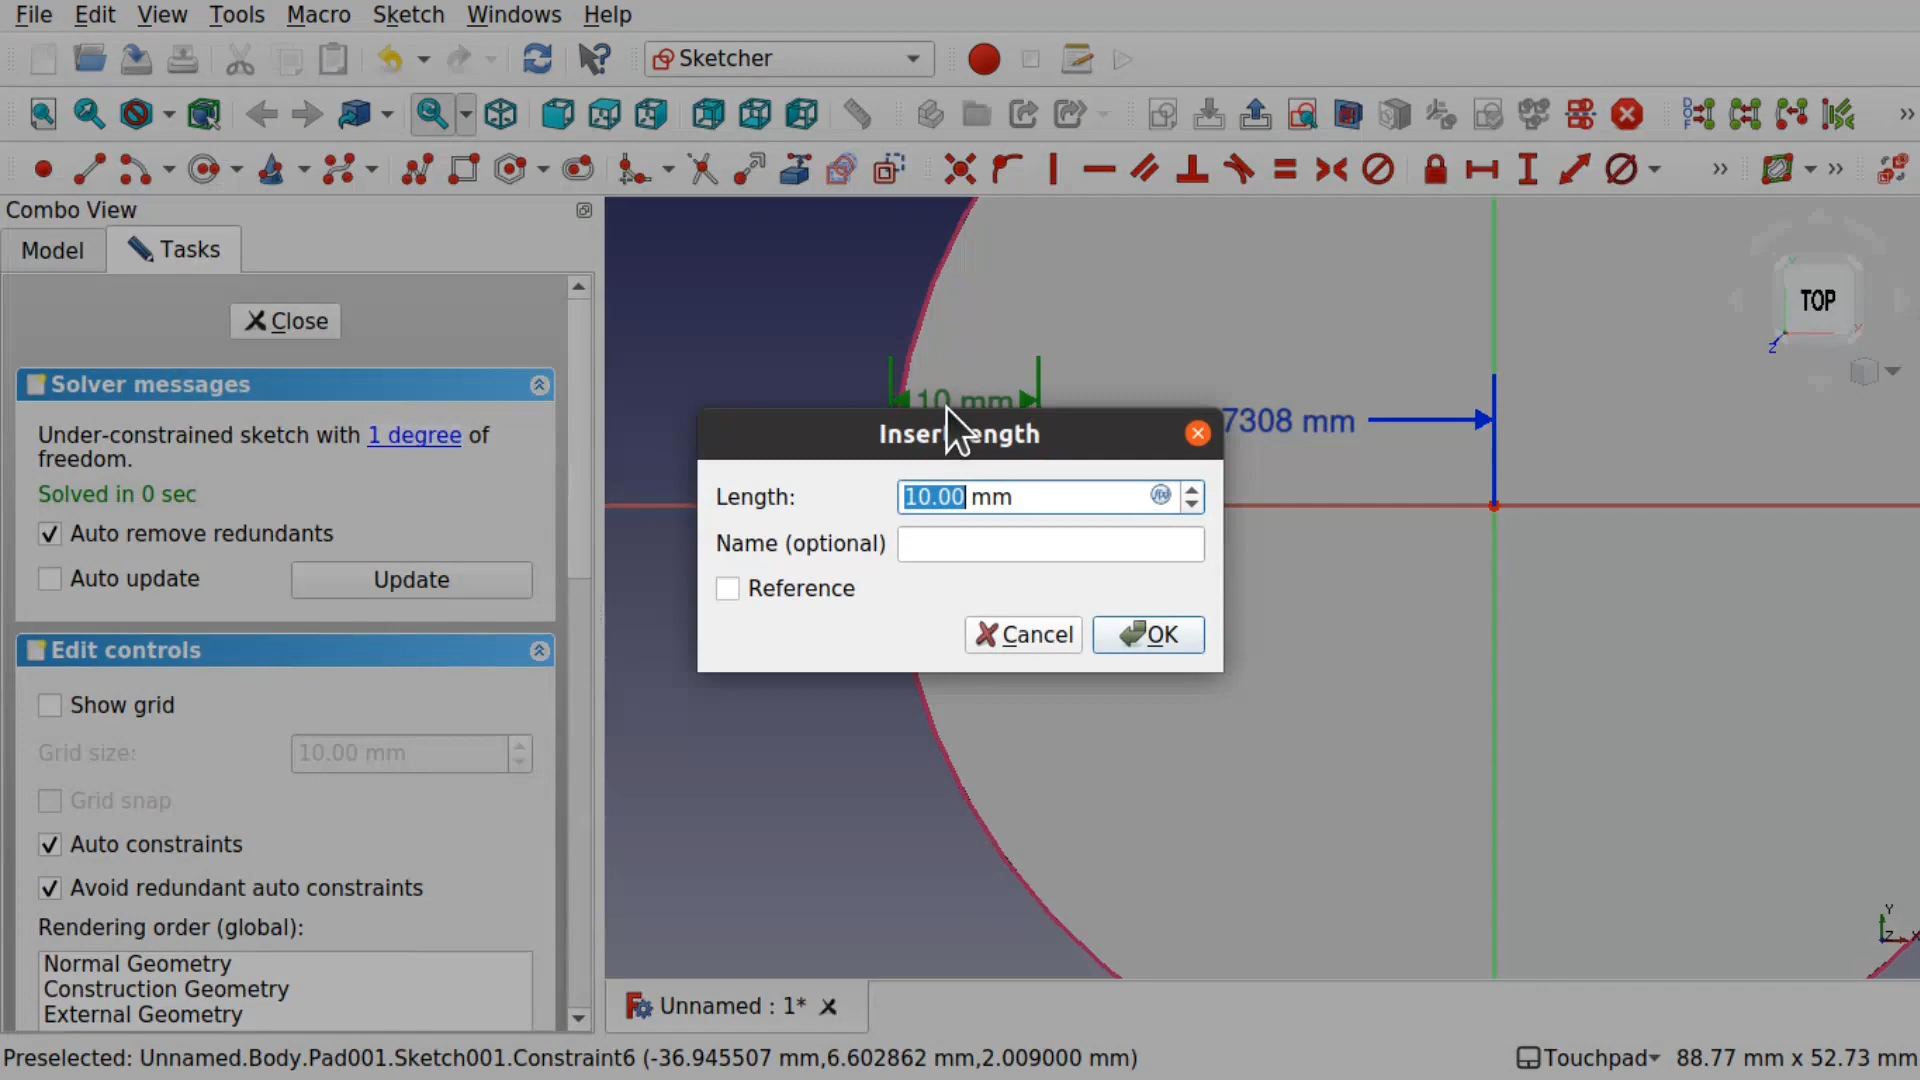 File Edit View Tools Macro Sketch Windows Help
Sketcher
Combo View
Model Tasks
Close
Solver messages
Under-constrained sketch with 1 degree of
freedom.
Solved in 0 sec
Auto remove redundants
Auto update Update
Edit controls
Show grid
Grid size: 10.00 mm
Grid snap
Auto constraints
Avoid redundant auto constraints
Rendering order (global):
Normal Geometry
Construction Geometry
External Geometry
10 mm
7308 mm
TOP
Z
Insert length
Length: 10.00 mm
Name (optional)
Reference
Cancel OK
Y
Z X
Unnamed : 1*
Preselected: Unnamed.Body.Pad001.Sketch001.Constraint6 (-36.945507 mm,6.602862 mm,2.009000 mm)
Touchpad 88.77 mm x 52.73 mm